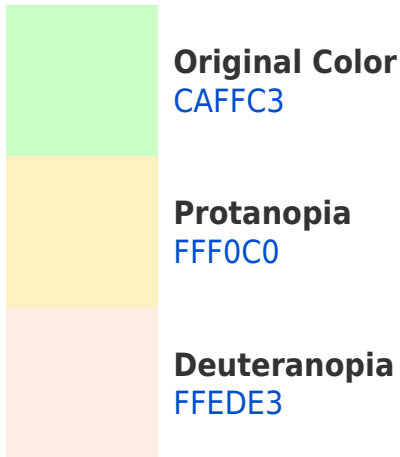 Original Color
CAFFC3
Protanopia
FFF0C0
Deuteranopia
FFEDE3